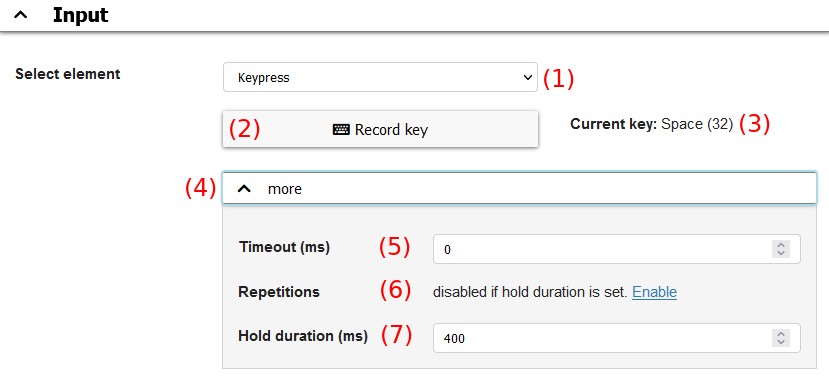 Input
Select element Keypress (1)
(2) Record key Current key: Space (32) (3)
(4) more
Timeout (ms) (5) 0
Repetitions (6) disabled if hold duration is set. Enable
Hold duration (ms) (7) 400